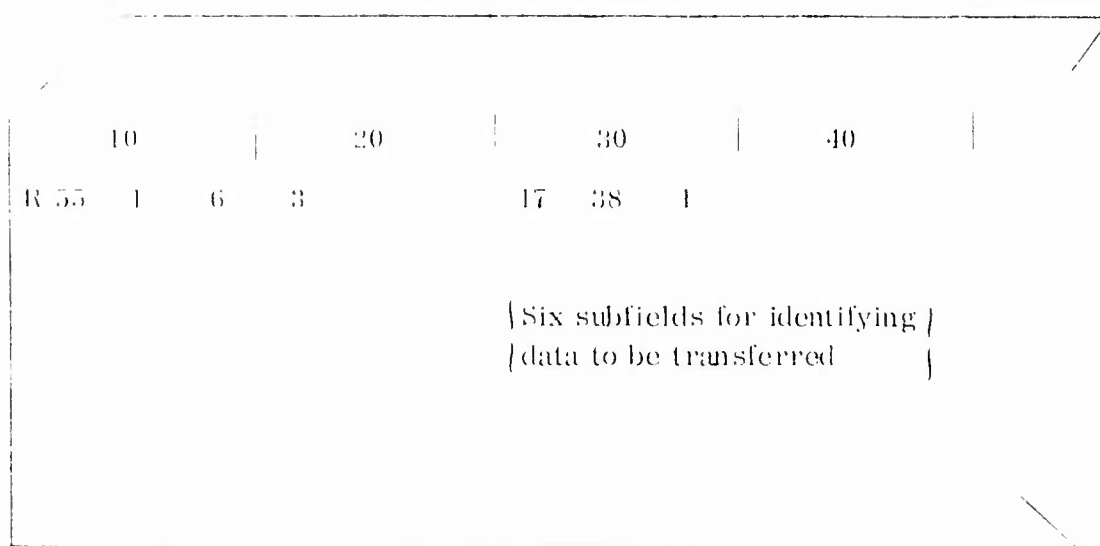 10 20 30 40
R 55 1 6 3 17 38 1
Six subfields for identifying
data to be transferred